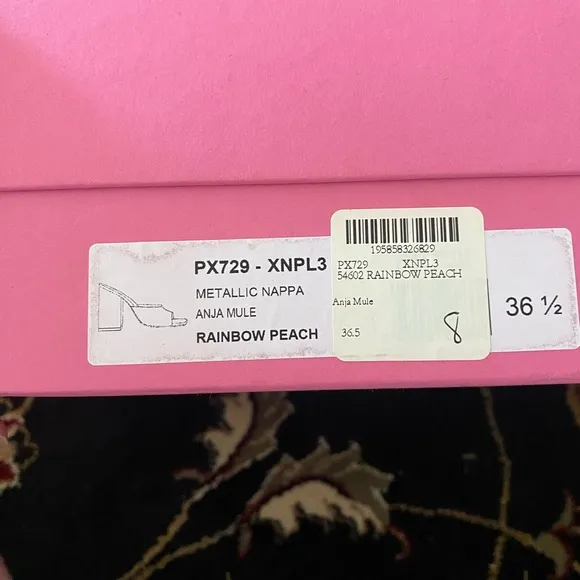 PX729 - XNPL3
METALLIC NAPPA
ANJA MULE
RAINBOW PEACH
195858326829
PX729 XNPL3
54602 RAINBOW PEACH
Anja Mule
36.5 8
36 ½